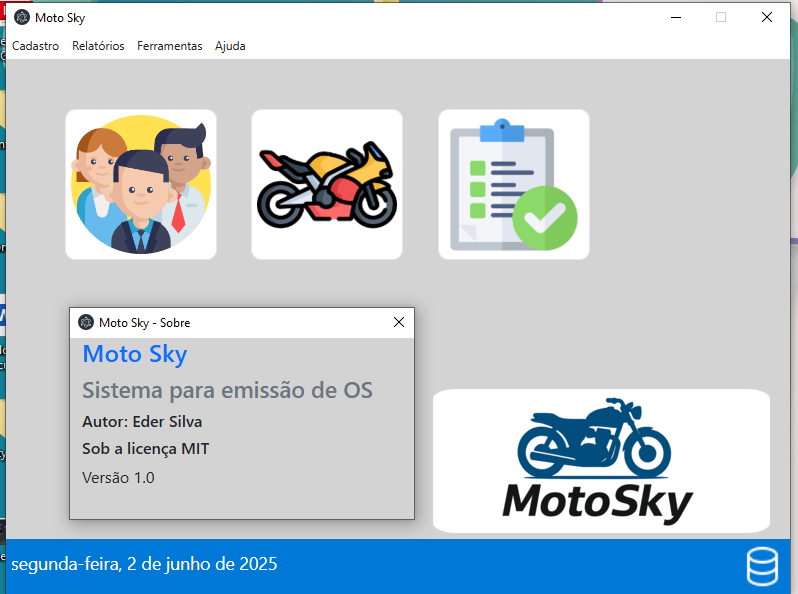 Moto Sky
Cadastro Relatórios Ferramentas Ajuda
Moto Sky - Sobre
Moto Sky
Sistema para emissão de OS
Autor: Eder Silva
Sob a licença MIT
Versão 1.0
MotoSky
segunda-feira, 2 de junho de 2025